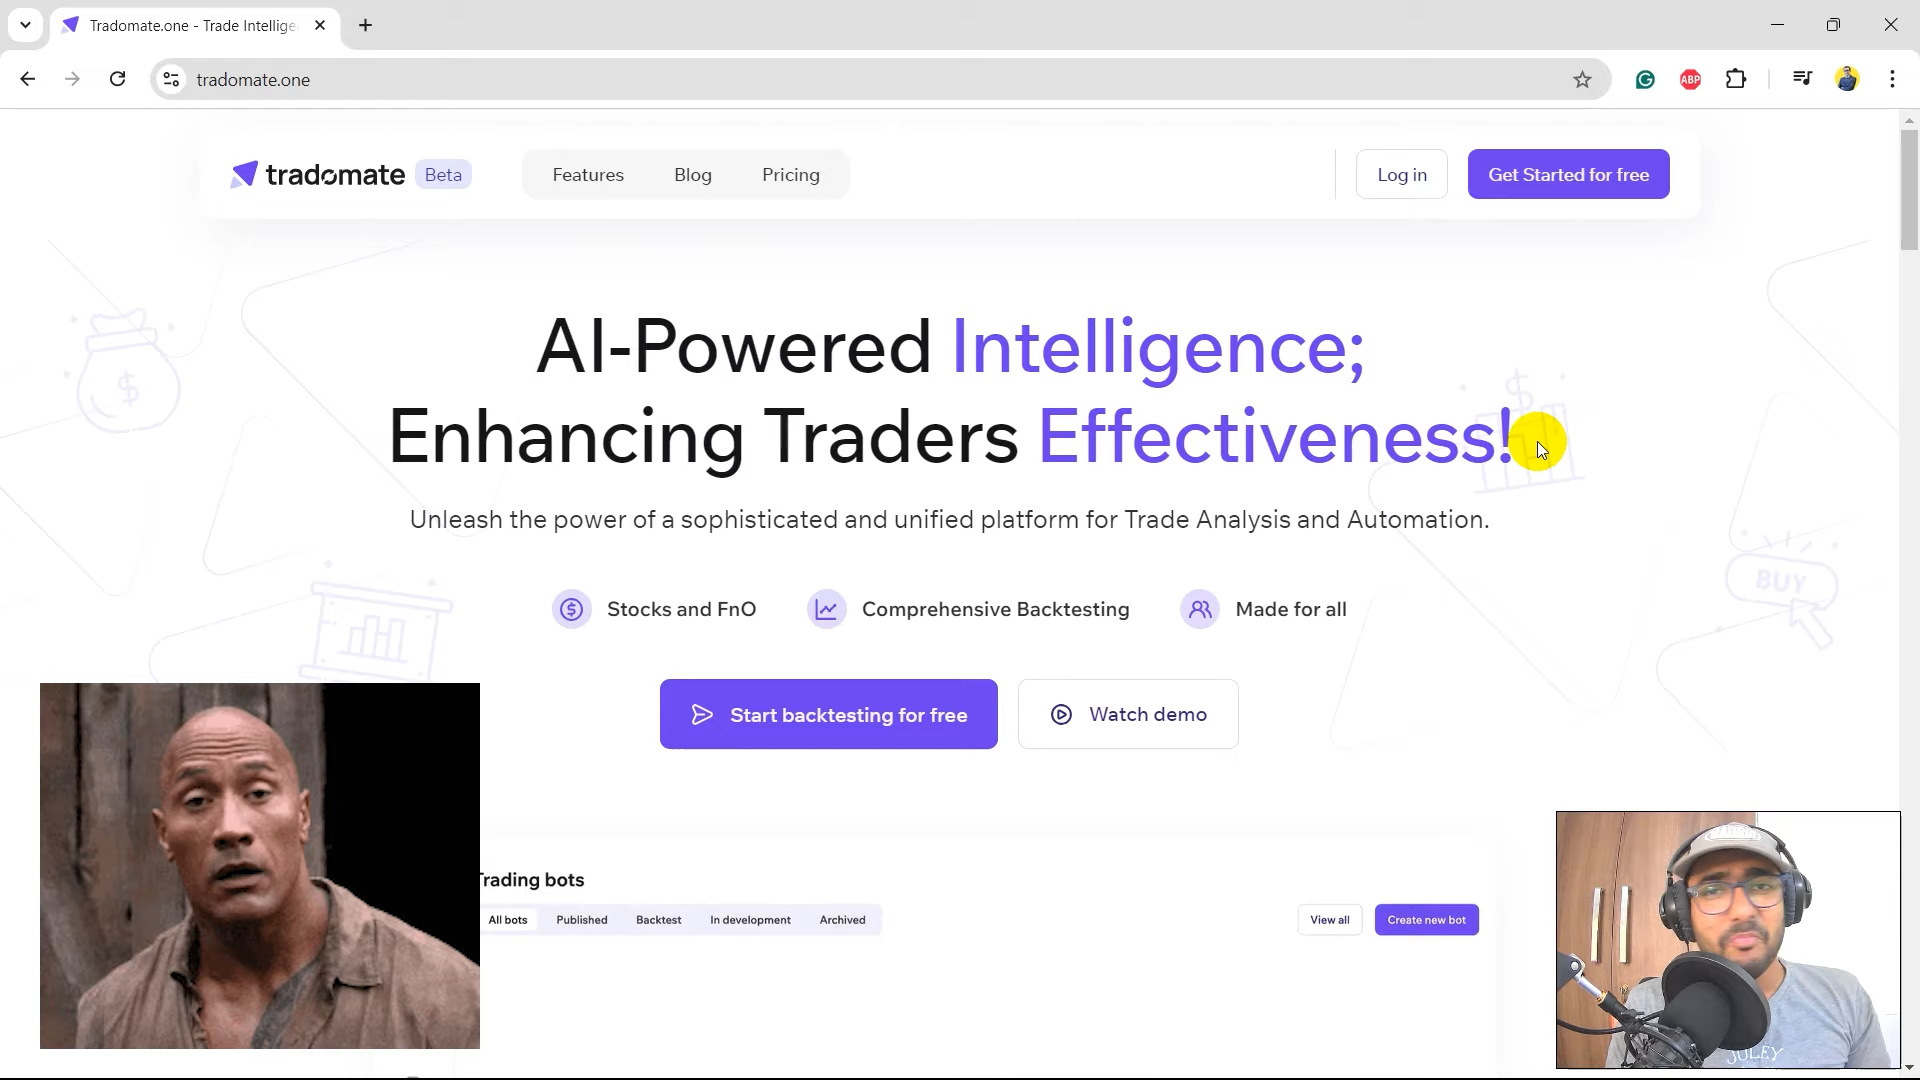 Tradomate.one - Trade Intellige
tradomate.one
ABP
tradomate Beta
Features Blog Pricing
Log in
Get Started for free
AI-Powered Intelligence;
Enhancing Traders Effectiveness!
Unleash the power of a sophisticated and unified platform for Trade Analysis and Automation.
Stocks and FnO
Comprehensive Backtesting
Made for all
BUY
Start backtesting for free
Watch demo
Trading bots
All bots Published Backtest In development Archived
View all
Create new bot
JULEY